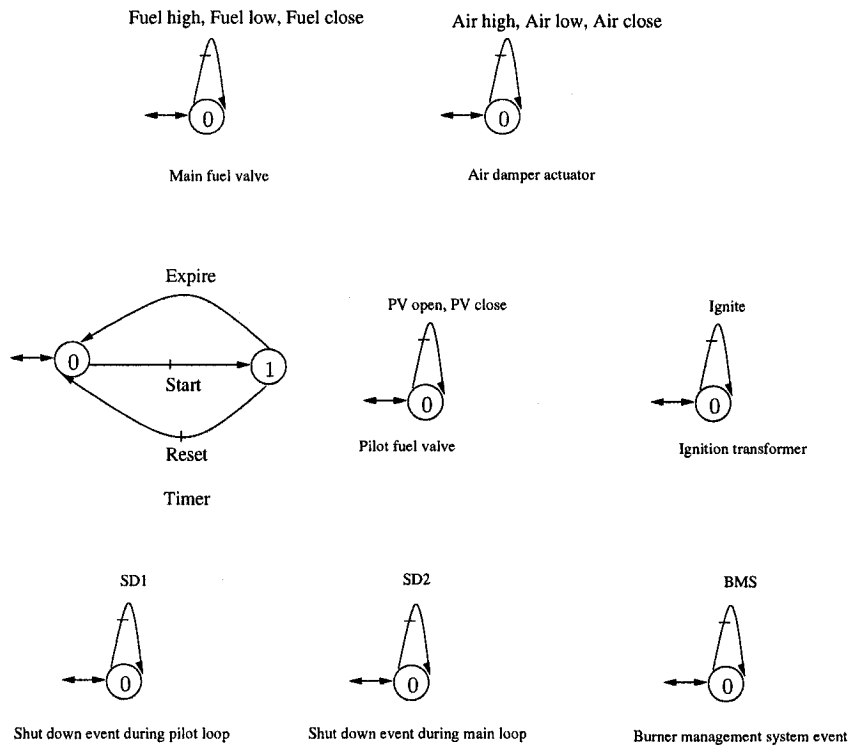 Fuel high, Fuel low, Fuel close
Air high, Air low, Air close
0
0
Main fuel valve
Air damper actuator
Expire
PV open, PV close
Ignite
0
1
Start
0
0
Reset
Pilot fuel valve
Ignition transformer
Timer
SD1
SD2
BMS
0
0
0
Shut down event during pilot loop
Shut down event during main loop
Burner management system event